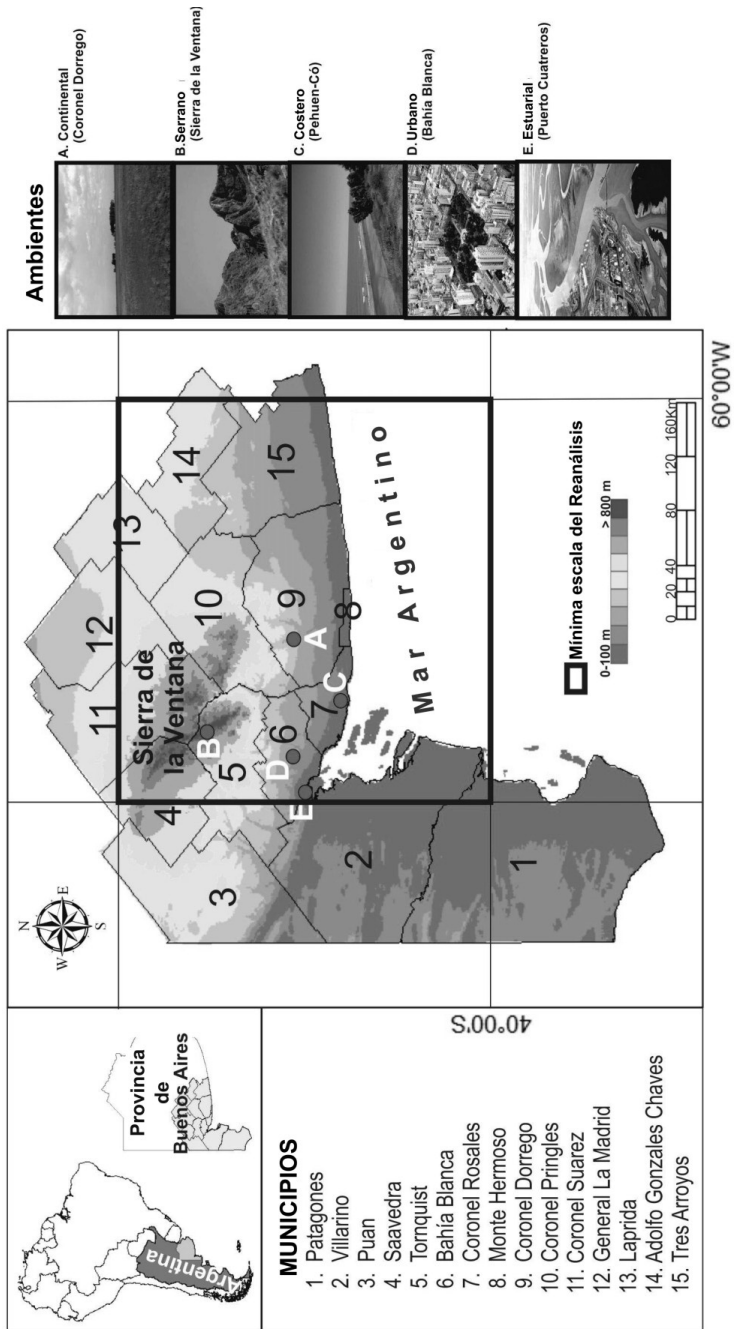 Argentina
Provincia
de
Buenos Aires
MUNICIPIOS
1. Patagones
2. Villarino
3. Puan
4. Saavedra
5. Tornquist
6. Bahía Blanca
7. Coronel Rosales
8. Monte Hermoso
9. Coronel Dorrego
10. Coronel Pringles
11. Coronel Suarez
12. General La Madrid
13. Laprida
14. Adolfo Gonzales Chaves
15. Tres Arroyos
N
W
E
S
11
12
13
Sierra de
la Ventana
4
10
14
3
B
5
D
6
9
15
E
A
7
C
8
2
Mar Argentino
1
Mínima escala del Reanálisis
0-100 m
> 800 m
0
20
40
80
120
160Km
40°00'S
60°00'W
Ambientes
A. Continental
(Coronel Dorrego)
B.Serrano
(Sierra de la Ventana)
C. Costero
(Pehuen-Có)
D. Urbano
(Bahía Blanca)
E. Estuarial
(Puerto Cuatreros)